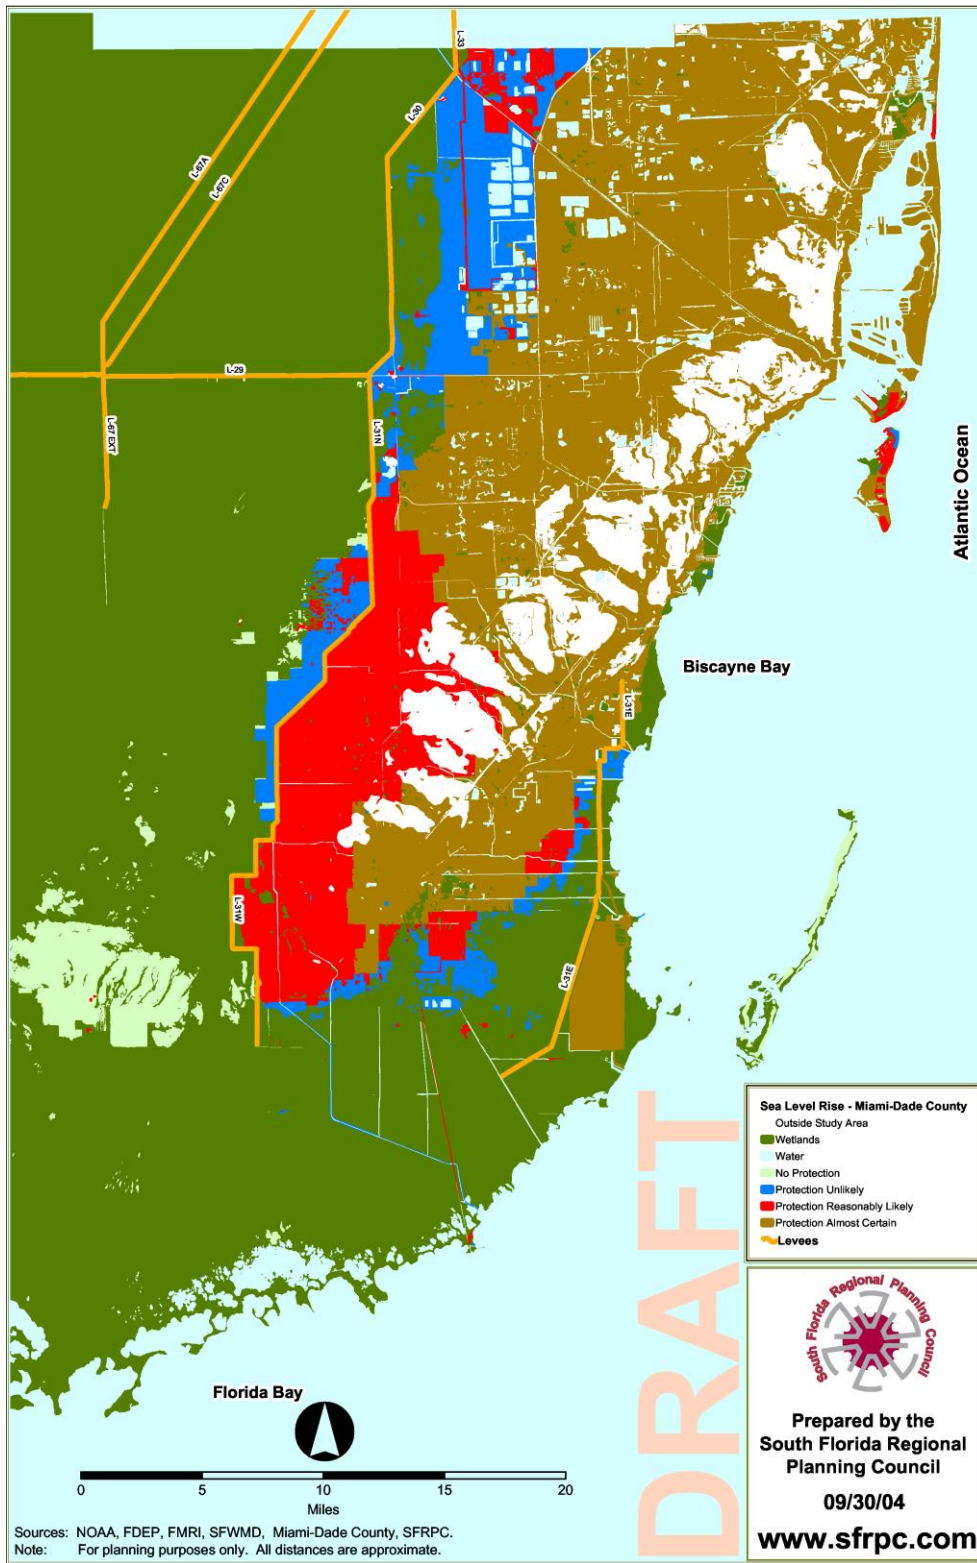 L-33
L-30
L-67A
L-67C
L-29
L-67 EXT
L-31N
Atlantic Ocean
Biscayne Bay
L-31E
L-31W
L-31E
Florida Bay
DRAFT
Sea Level Rise - Miami-Dade County
Outside Study Area
Wetlands
Water
No Protection
Protection Unlikely
Protection Reasonably Likely
Protection Almost Certain
Levees
South Florida Regional Planning Council
Prepared by the
South Florida Regional
Planning Council
09/30/04
www.sfrpc.com
0 5 10 15 20
Miles
Sources: NOAA, FDEP, FMRI, SFWMD, Miami-Dade County, SFRPC.
Note: For planning purposes only. All distances are approximate.